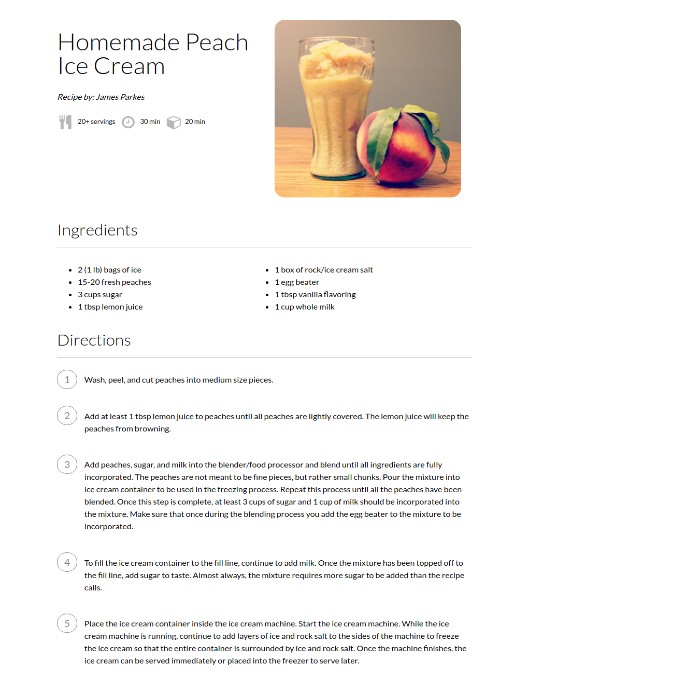 Homemade Peach
Ice Cream
Recipe by: James Parkes
20+ servings 30 min 20 min
Ingredients
2 (1 lb) bags of ice
15-20 fresh peaches
3 cups sugar
1 tbsp lemon juice
1 box of rock/ice cream salt
1 egg beater
1 tbsp vanilla flavoring
1 cup whole milk
Directions
1 Wash, peel, and cut peaches into medium size pieces.
2 Add at least 1 tbsp lemon juice to peaches until all peaches are lightly covered. The lemon juice will keep the
peaches from browning.
3 Add peaches, sugar, and milk into the blender/food processor and blend until all ingredients are fully
incorporated. The peaches are not meant to be fine pieces, but rather small chunks. Pour the mixture into
ice cream container to be used in the freezing process. Repeat this process until all the peaches have been
blended. Once this step is complete, at least 3 cups of sugar and 1 cup of milk should be incorporated into
the mixture. Make sure that once during the blending process you add the egg beater to the mixture to be
incorporated.
4 To fill the ice cream container to the fill line, continue to add milk. Once the mixture has been topped off to
the fill line, add sugar to taste. Almost always, the mixture requires more sugar to be added than the recipe
calls.
5 Place the ice cream container inside the ice cream machine. Start the ice cream machine. While the ice
cream machine is running, continue to add layers of ice and rock salt to the sides of the machine to freeze
the ice cream so that the entire container is surrounded by ice and rock salt. Once the machine finishes, the
ice cream can be served immediately or placed into the freezer to serve later.